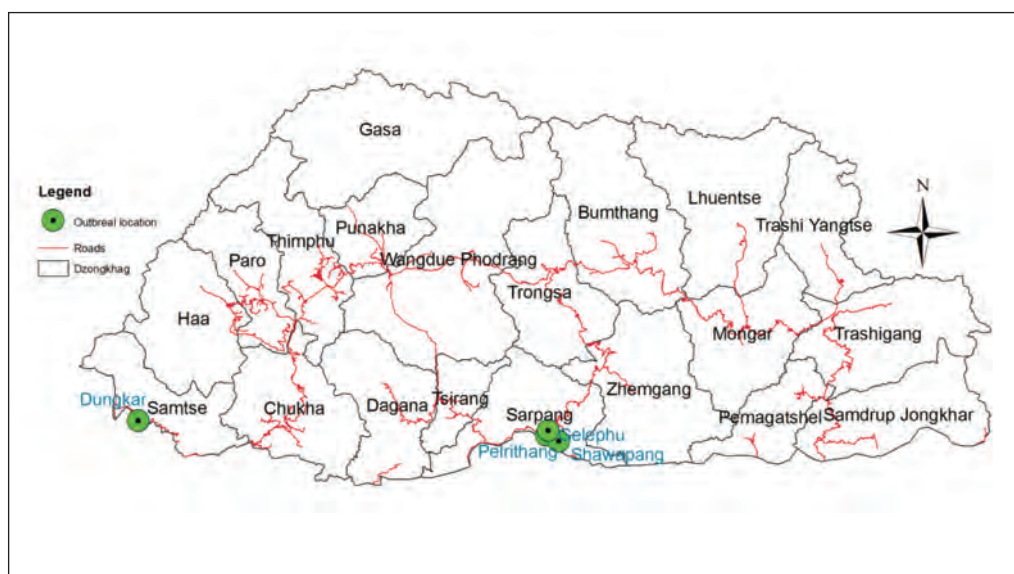 Gasa
Lhuentse
Legend
Outbreal location
Roads
Dzongkhag
Punakha
Bumthang
Trashi Yangtse
N
Thimphu
Paro
Wangdue Phodrang
Trongsa
Haa
Mongar
Trashigang
Zhemgang
Dungkar
Samtse
Chukha
Dagana
Tsirang
Sarpang
Pemagatshel
Samdrup Jongkhar
Gelephu
Pelrithang
Shawapang